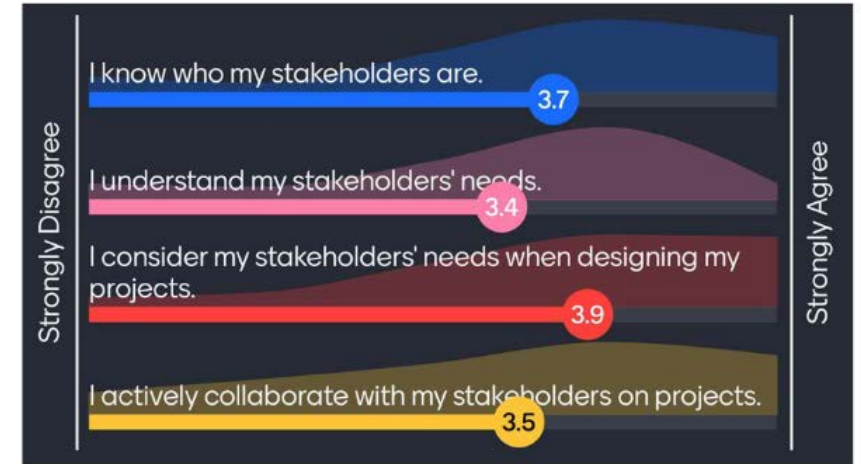 Strongly Disagree
I know who my stakeholders are.
3.7
I understand my stakeholders' needs.
3.4
I consider my stakeholders' needs when designing my
projects.
3.9
I actively collaborate with my stakeholders on projects.
3.5
Strongly Agree